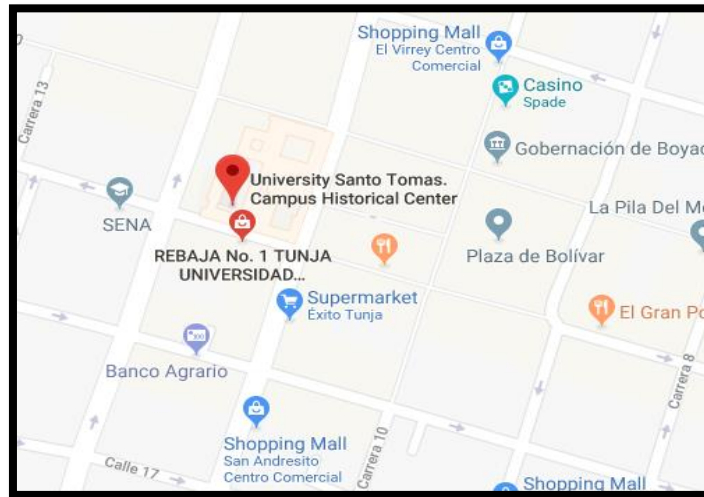 Shopping Mall
El Virrey Centro
Comercial
Carrera 13
Casino
Spade
Gobernación de Boyac
University Santo Tomas.
Campus Historical Center
SENA
La Pila Del M
REBAJA No. 1 TUNJA
UNIVERSIDAD...
Plaza de Bolívar
Supermarket
Éxito Tunja
El Gran Po
Banco Agrario
Carrera 8
Shopping Mall
San Andresito
Centro Comercial
Carrera 10
Calle 17
Shopping Mall